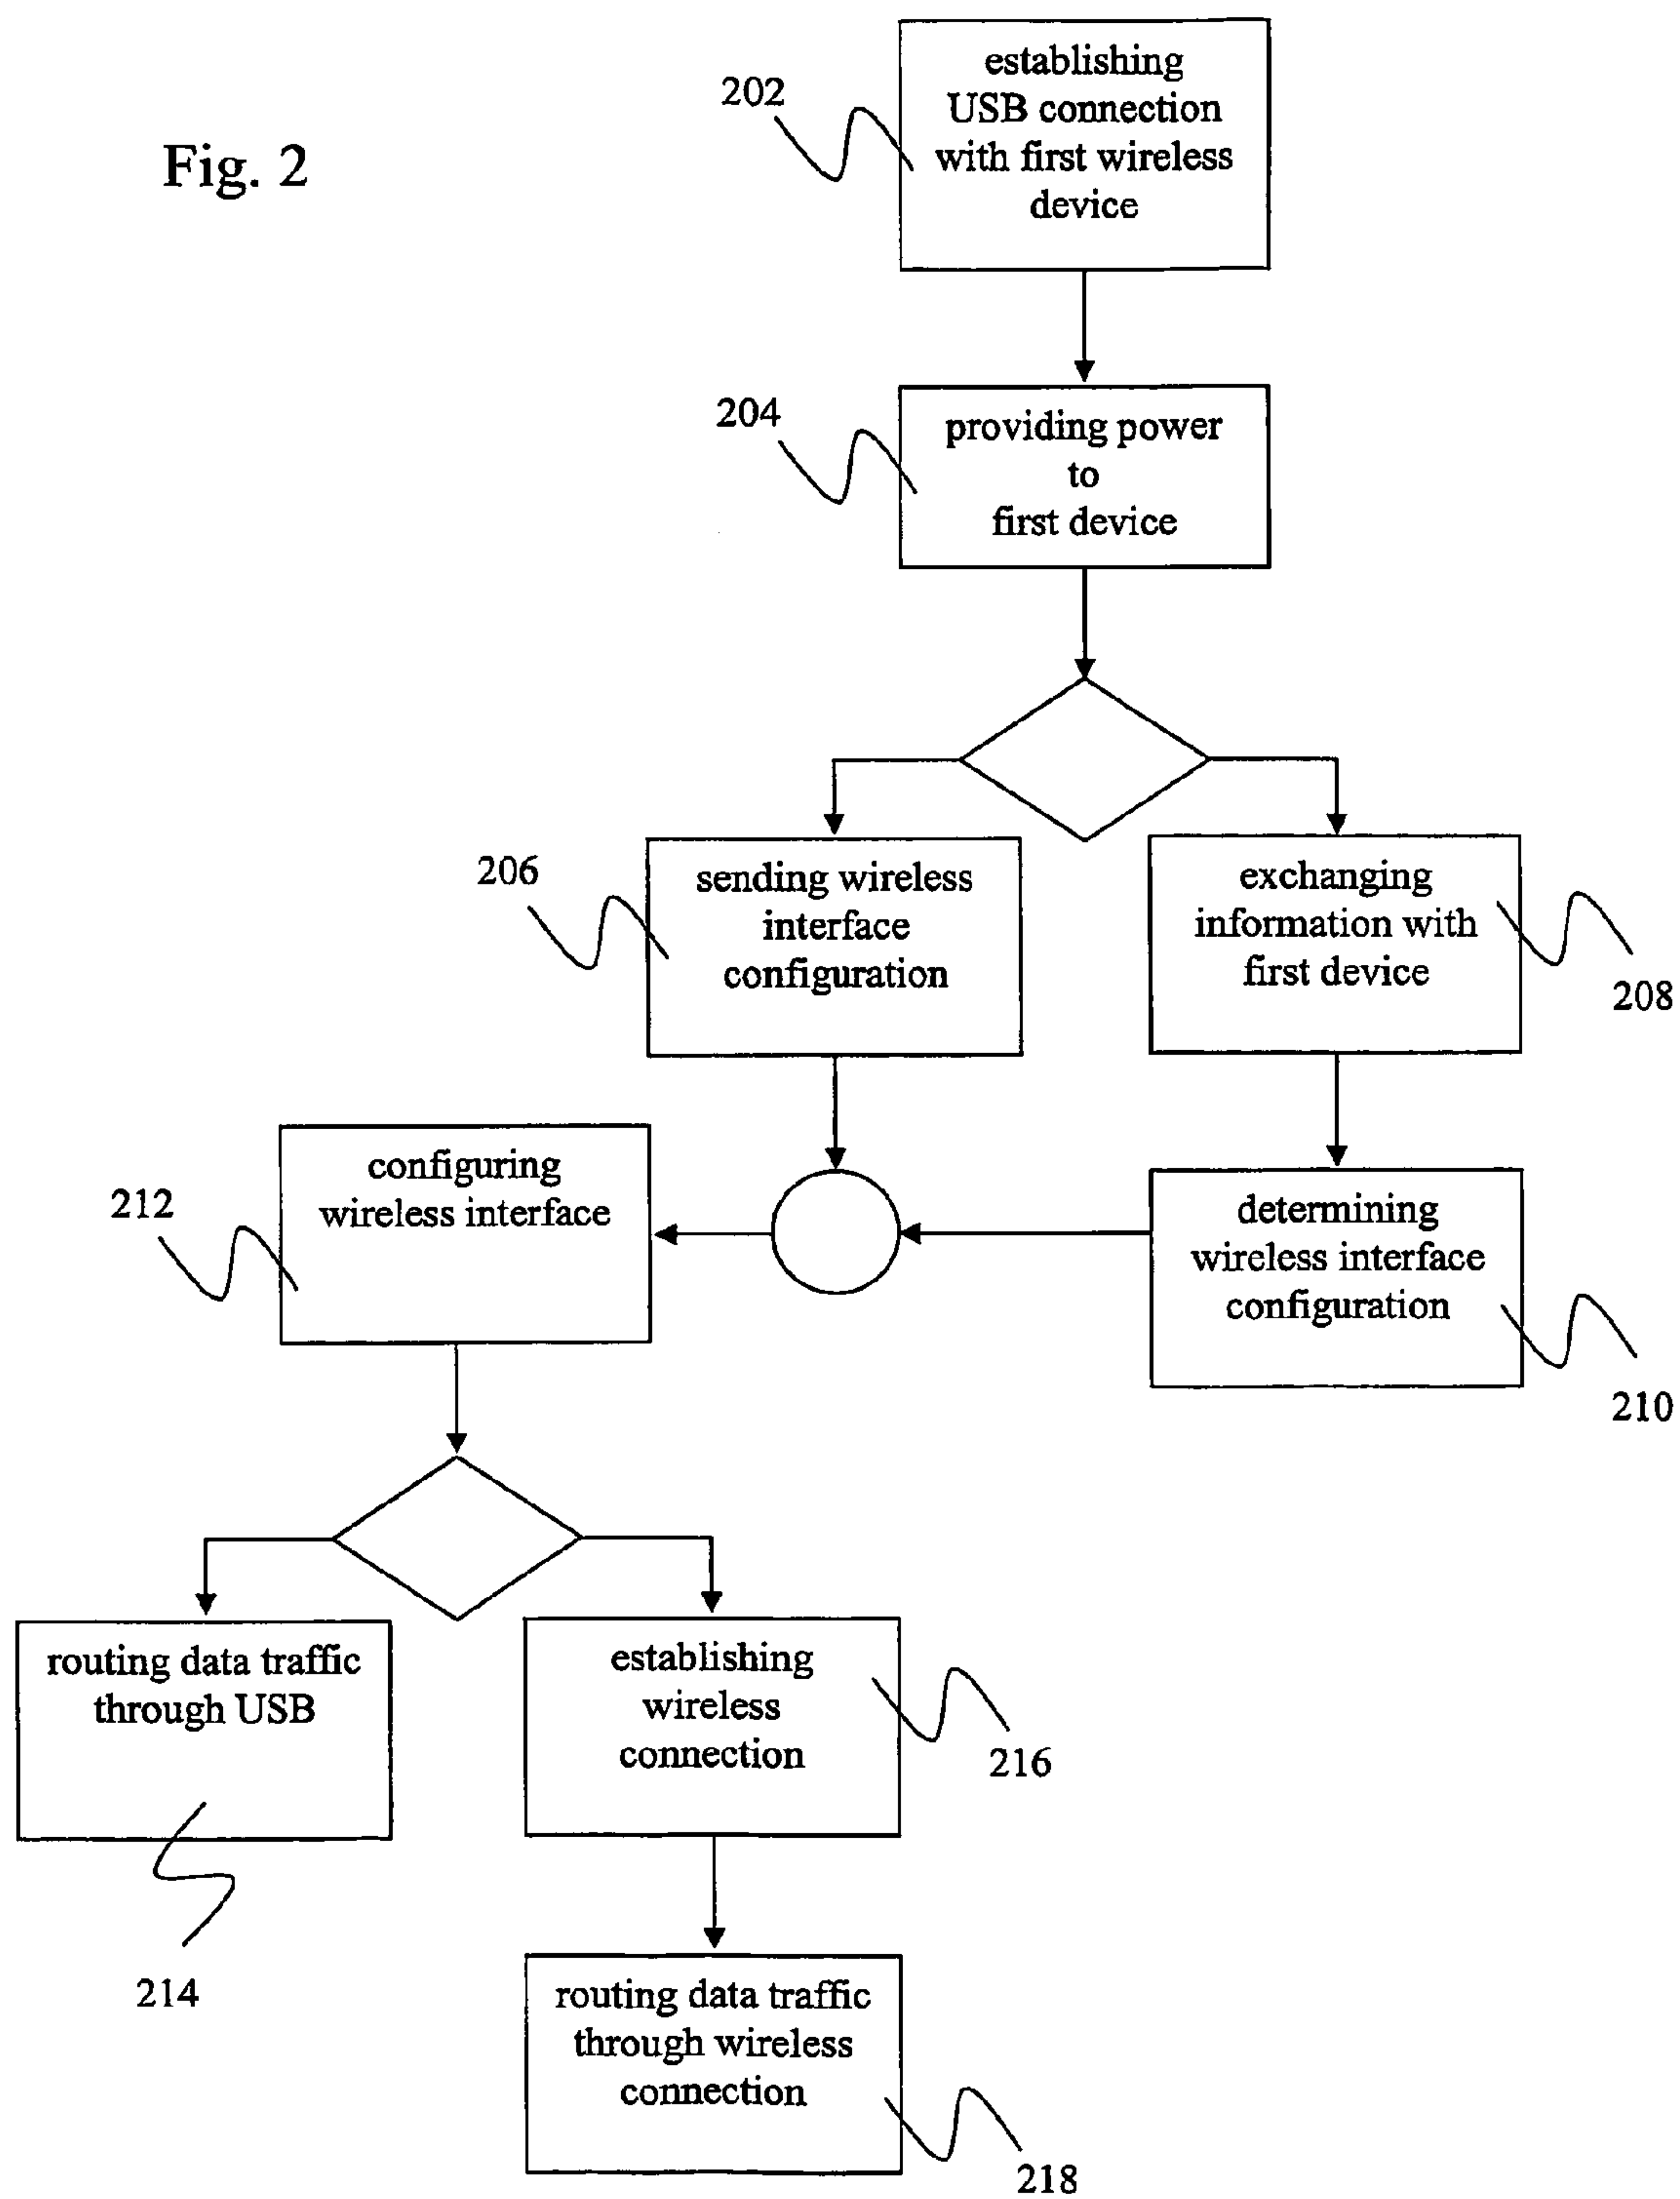 Fig. 2
202
establishing
USB connection
with first wireless
device
204
providing power
to
first device
206
sending wireless
interface
configuration
exchanging
information with
first device
208
212
configuring
wireless interface
determining
wireless interface
configuration
210
routing data traffic
through USB
214
establishing
wireless
connection
216
routing data traffic
through wireless
connection
218